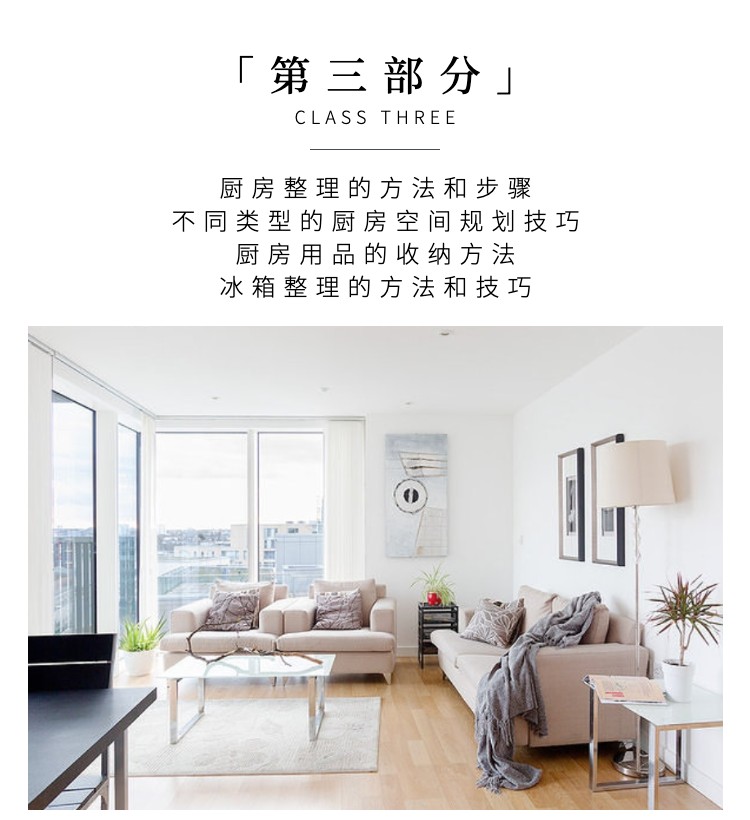 「第三部分」
CLASS THREE
厨房整理的方法和步骤
不同类型的厨房空间规划技巧
厨房用品的收纳方法
冰箱整理的方法和技巧